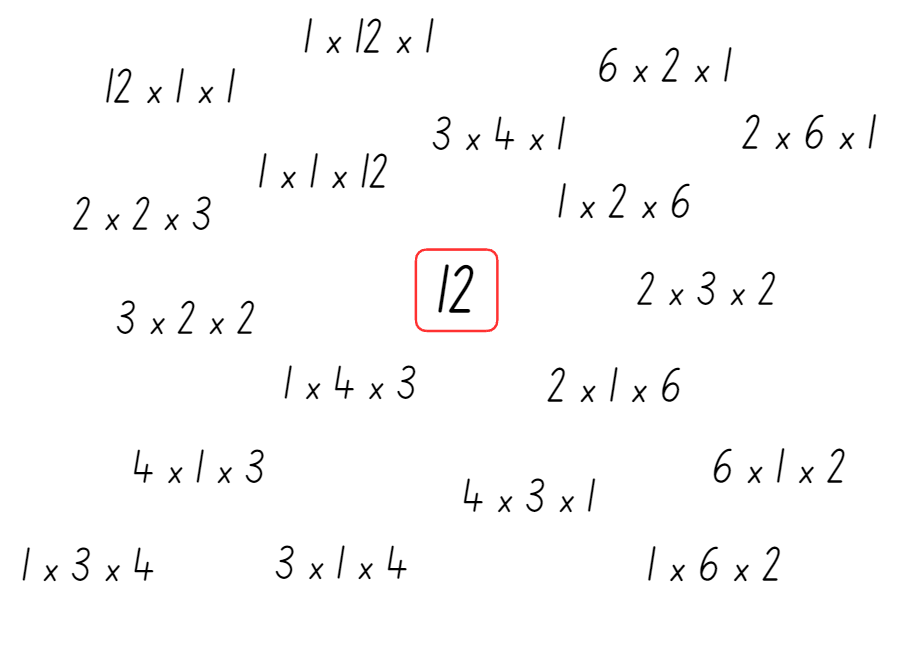 1 x 12 x 1
6 x 2 x 1
12 x 1 x 1
3 x 4 x 1
2 x 6 x 1
1 x 1 x 12
1 x 2 x 6
2 x 2 x 3
12
2 x 3 x 2
3 x 2 x 2
1 x 4 x 3
2 x 1 x 6
4 x 1 x 3
6 x 1 x 2
4 x 3 x 1
1 x 3 x 4
3 x 1 x 4
1 x 6 x 2